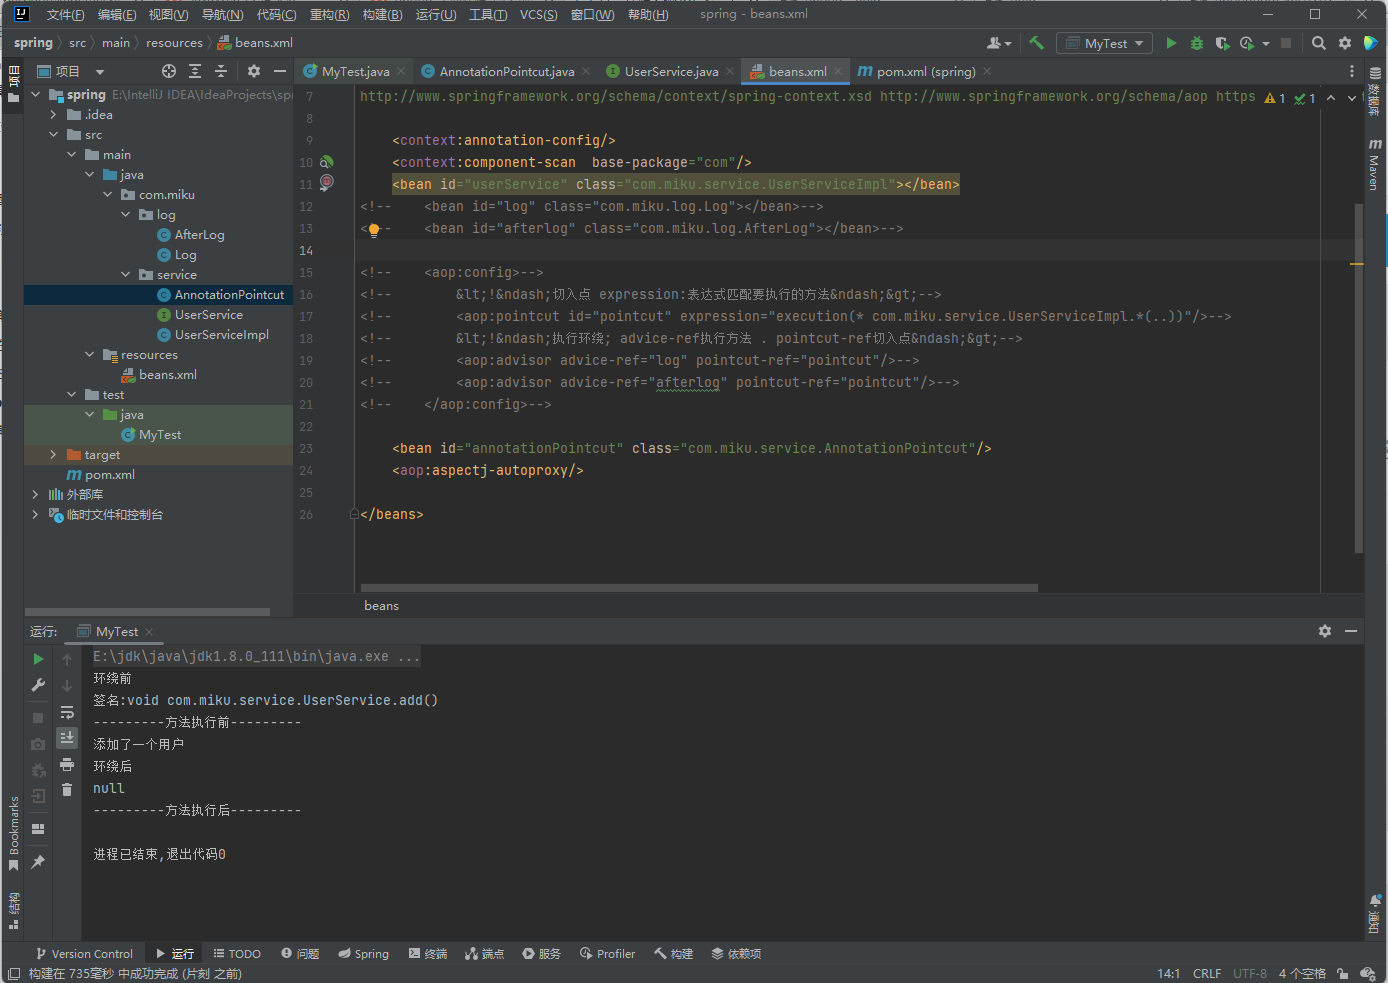 文件(F) 编辑(E) 视图(V) 导航(N) 代码(C) 重构(R) 构建(B) 运行(U) 工具(T) VCS(S) 窗口(W) 帮助(H) spring - beans.xml
spring src main resources beans.xml
MyTest
项目
MyTest.java AnnotationPointcut.java UserService.java beans.xml pom.xml (spring)
spring E:\IntelliJ IDEA\IdeaProjects\spr
.idea
src
main
java
com.miku
log
AfterLog
Log
service
AnnotationPointcut
UserService
UserServiceImpl
resources
beans.xml
test
java
MyTest
target
pom.xml
外部库
临时文件和控制台
7 http://www.springframework.org/schema/context/spring-context.xsd http://www.springframework.org/schema/aop https 1 1
8
9 <context:annotation-config/>
10 <context:component-scan  base-package="com"/>
11 <bean id="userService" class="com.miku.service.UserServiceImpl"></bean>
12 <!--    <bean id="log" class="com.miku.log.Log"></bean>-->
13 <!--    <bean id="afterlog" class="com.miku.log.AfterLog"></bean>-->
14
15 <!--    <aop:config>-->
16 <!--        &lt;!&ndash;切入点 expression:表达式匹配要执行的方法&ndash;&gt;-->
17 <!--        <aop:pointcut id="pointcut" expression="execution(* com.miku.service.UserServiceImpl.*(..))"/>-->
18 <!--        &lt;!&ndash;执行环绕; advice-ref执行方法 . pointcut-ref切入点&ndash;&gt;-->
19 <!--        <aop:advisor advice-ref="log" pointcut-ref="pointcut"/>-->
20 <!--        <aop:advisor advice-ref="afterlog" pointcut-ref="pointcut"/>-->
21 <!--    </aop:config>-->
22
23 <bean id="annotationPointcut" class="com.miku.service.AnnotationPointcut"/>
24 <aop:aspectj-autoproxy/>
25
26 </beans>
beans
数据库
Maven
通知
Bookmarks
结构
运行: MyTest
E:\jdk\java\jdk1.8.0_111\bin\java.exe ...
环绕前
签名:void com.miku.service.UserService.add()
---------方法执行前---------
添加了一个用户
环绕后
null
---------方法执行后---------
进程已结束,退出代码0
Version Control 运行 TODO 问题 Spring 终端 端点 服务 Profiler 构建 依赖项
构建在 735毫秒 中成功完成 (片刻 之前) 14:1 CRLF UTF-8 4 个空格